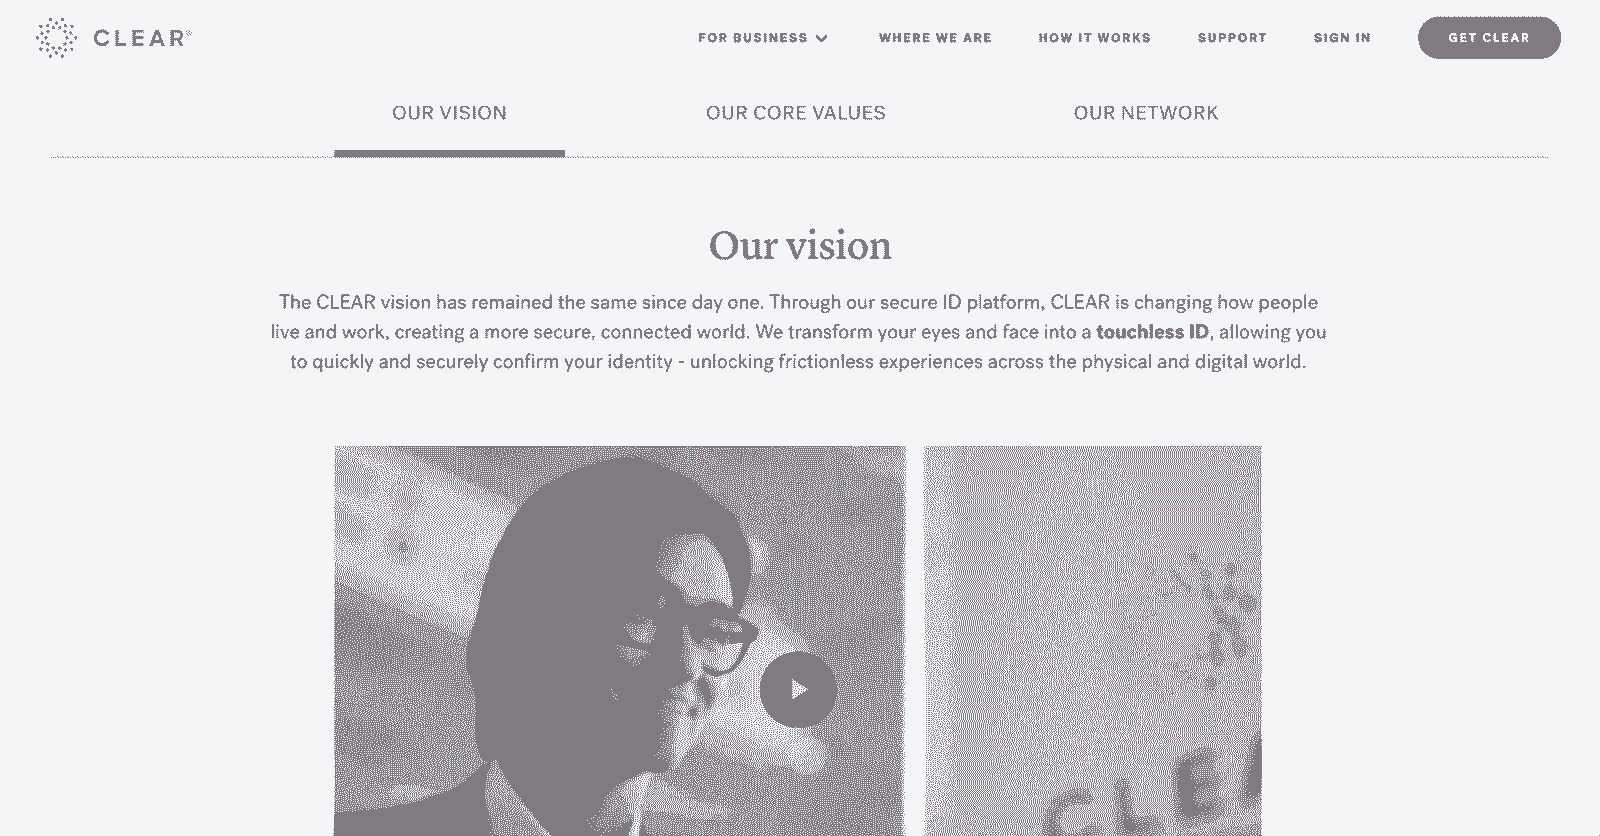 CLEAR®
FOR BUSINESS
WHERE WE ARE
HOW IT WORKS
SUPPORT
SIGN IN
GET CLEAR
OUR VISION
OUR CORE VALUES
OUR NETWORK
Our vision
The CLEAR vision has remained the same since day one. Through our secure ID platform, CLEAR is changing how people
live and work, creating a more secure, connected world. We transform your eyes and face into a touchless ID, allowing you
to quickly and securely confirm your identity - unlocking frictionless experiences across the physical and digital world.
CLEA